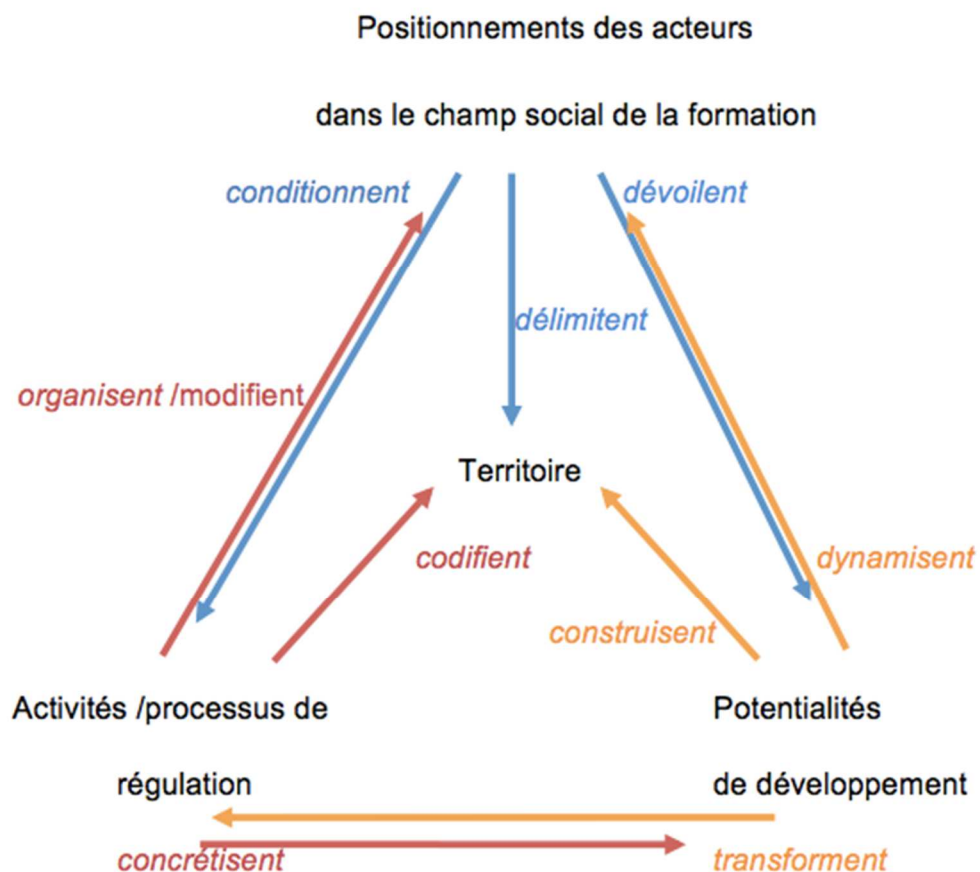 Positionnements des acteurs
dans le champ social de la formation
conditionnent
dévoilent
délimitent
organisent /modifient
Territoire
codifient
dynamisent
construisent
Activités /processus de
régulation
Potentialités
de développement
concrétisent
transforment